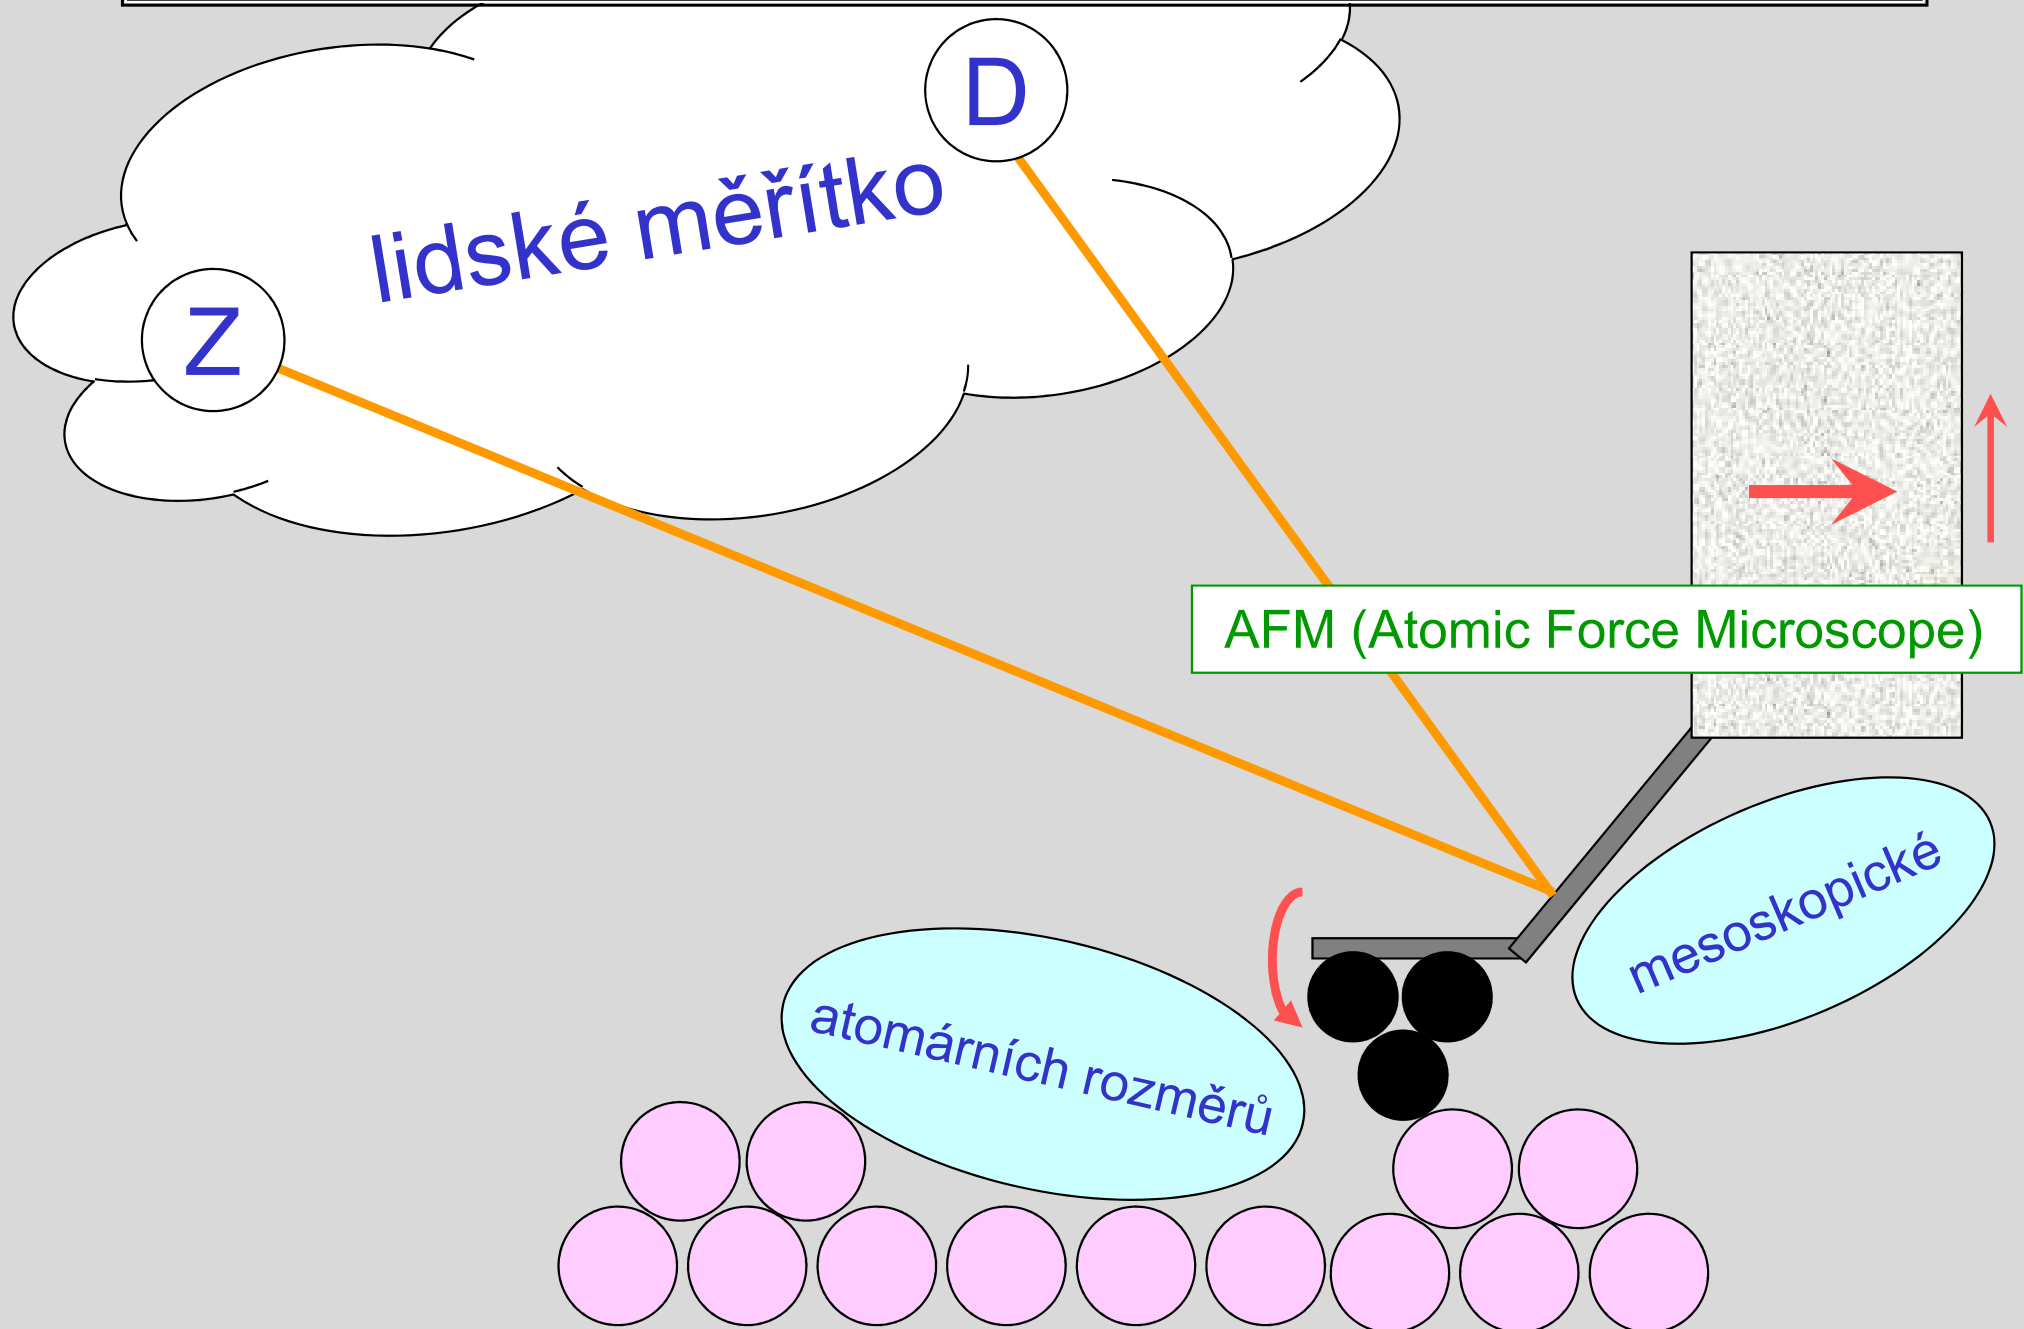 D
lidské měřítko
Z
AFM (Atomic Force Microscope)
mesoskopické
atomárních rozměrů